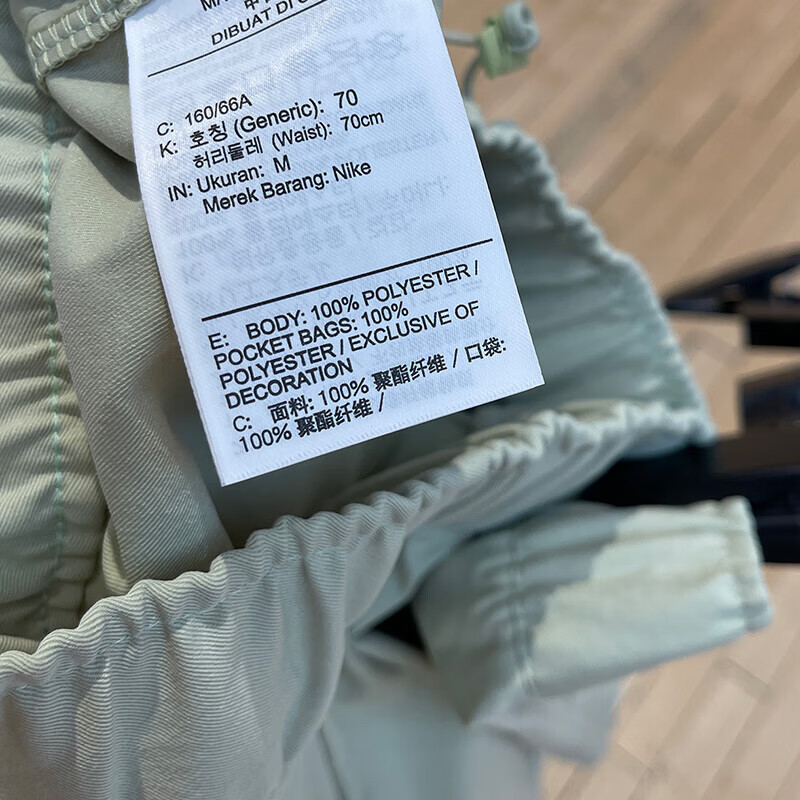 DIBUAT DI
C: 160/66A
K: 호칭 (Generic): 70
허리둘레 (Waist): 70cm
IN: Ukuran: M
Merek Barang: Nike
E: BODY: 100% POLYESTER /
POCKET BAGS: 100%
POLYESTER / EXCLUSIVE OF
DECORATION
C: 面料: 100% 聚酯纤维 / 口袋:
100% 聚酯纤维 /